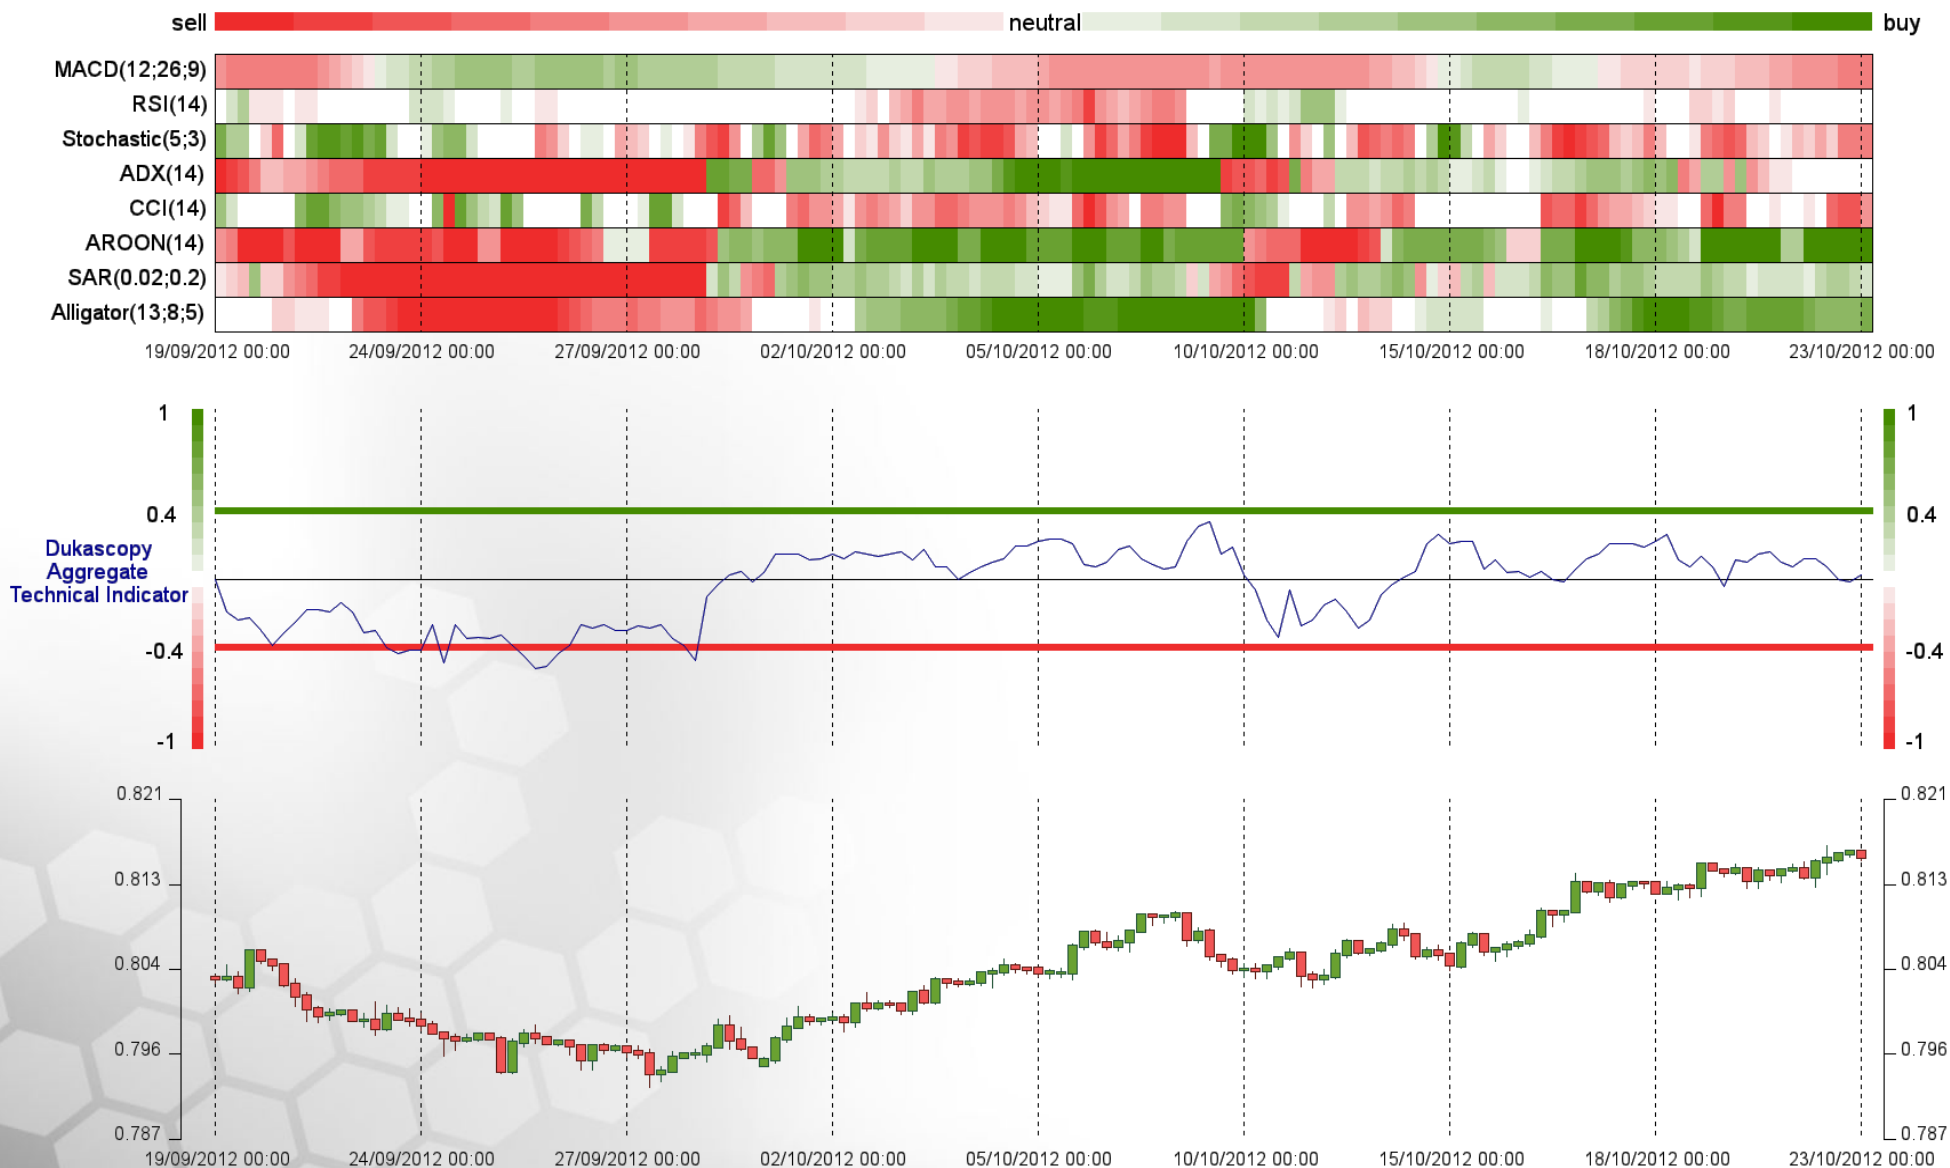 sell neutral buy
MACD(12;26;9)
RSI(14)
Stochastic(5;3)
ADX(14)
CCI(14)
AROON(14)
SAR(0.02;0.2)
Alligator(13;8;5)
19/09/2012 00:00 24/09/2012 00:00 27/09/2012 00:00 02/10/2012 00:00 05/10/2012 00:00 10/10/2012 00:00 15/10/2012 00:00 18/10/2012 00:00 23/10/2012 00:00
1 1
0.4 0.4
Dukascopy
Aggregate
Technical Indicator
-0.4 -0.4
-1 -1
0.821 0.821
0.813 0.813
0.804 0.804
0.796 0.796
0.787 0.787
19/09/2012 00:00 24/09/2012 00:00 27/09/2012 00:00 02/10/2012 00:00 05/10/2012 00:00 10/10/2012 00:00 15/10/2012 00:00 18/10/2012 00:00 23/10/2012 00:00